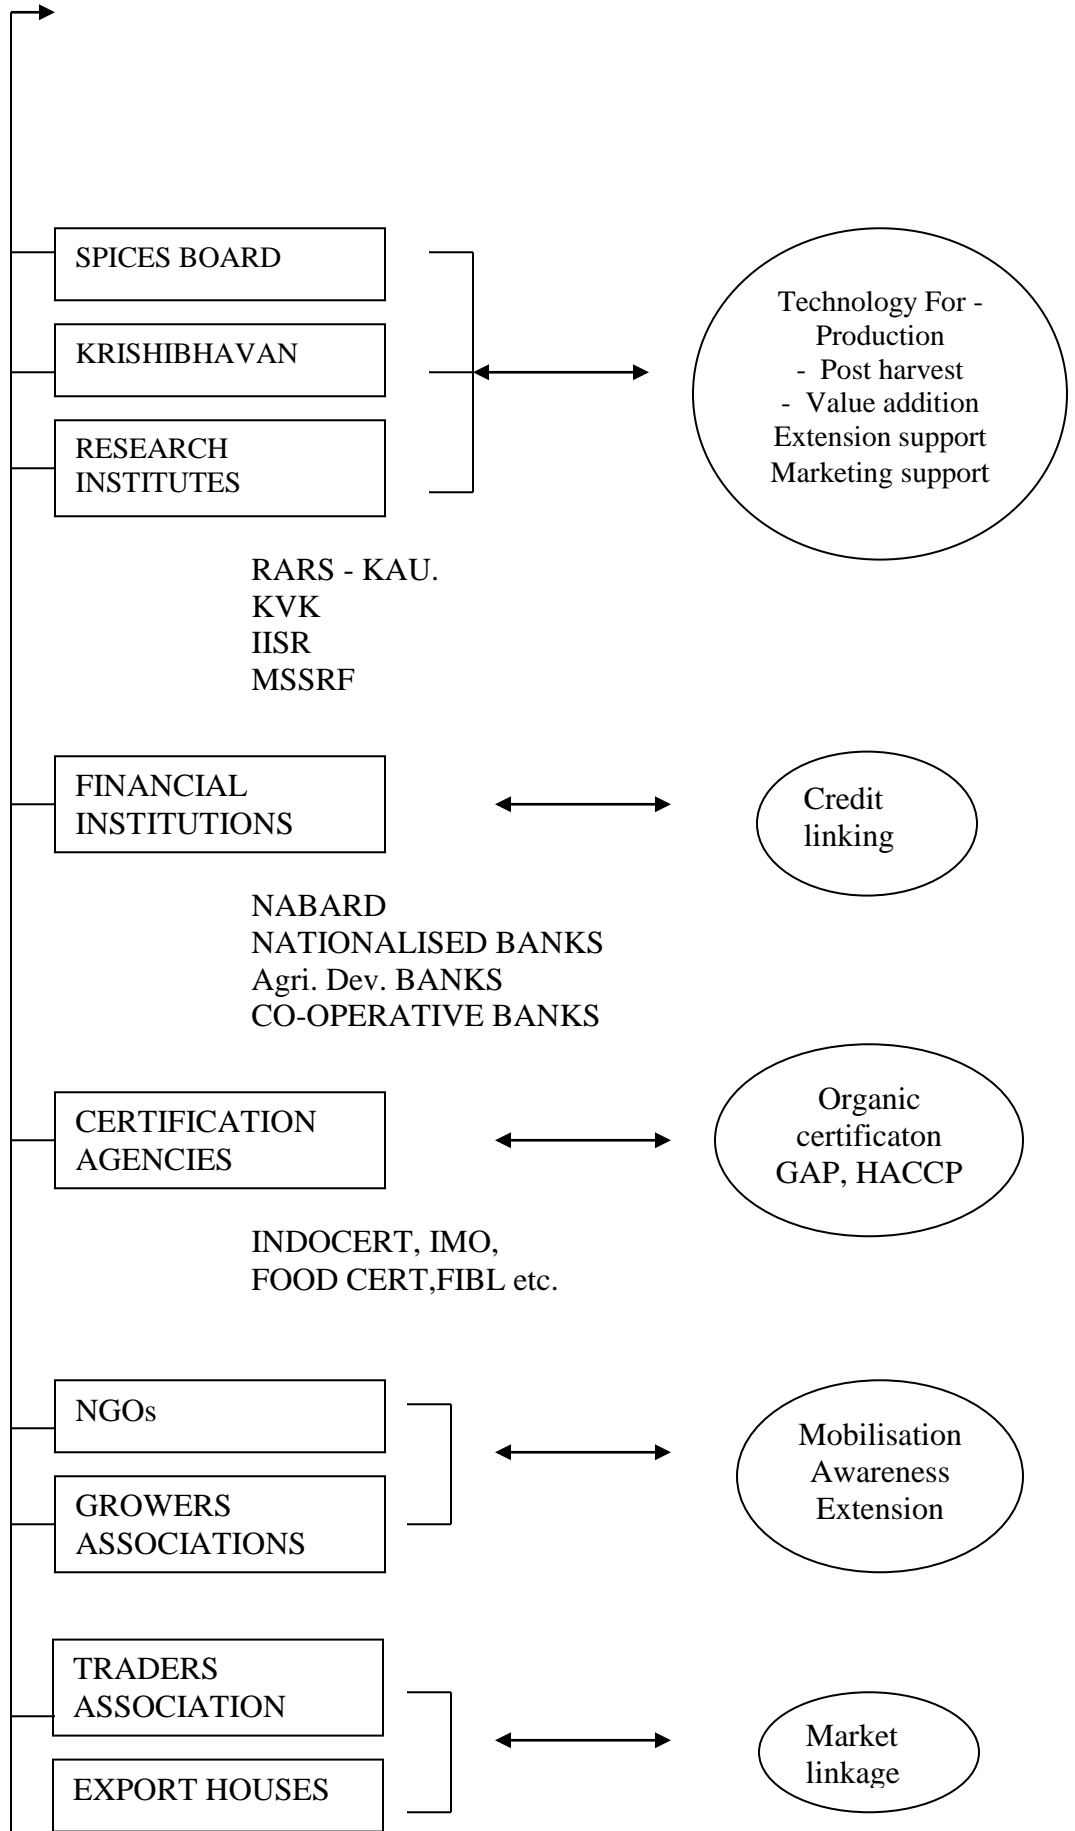 SPICES BOARD
KRISHIBHAVAN
RESEARCH
INSTITUTES
Technology For -
Production
- Post harvest
- Value addition
Extension support
Marketing support
RARS - KAU.
KVK
IISR
MSSRF
FINANCIAL
INSTITUTIONS
Credit
linking
NABARD
NATIONALISED BANKS
Agri. Dev. BANKS
CO-OPERATIVE BANKS
CERTIFICATION
AGENCIES
Organic
certificaton
GAP, HACCP
INDOCERT, IMO,
FOOD CERT,FIBL etc.
NGOs
GROWERS
ASSOCIATIONS
Mobilisation
Awareness
Extension
TRADERS
ASSOCIATION
EXPORT HOUSES
Market
linkage